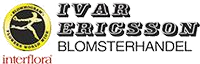 IVAR
ERICSSON
BLOMSTERHANDEL
interflora